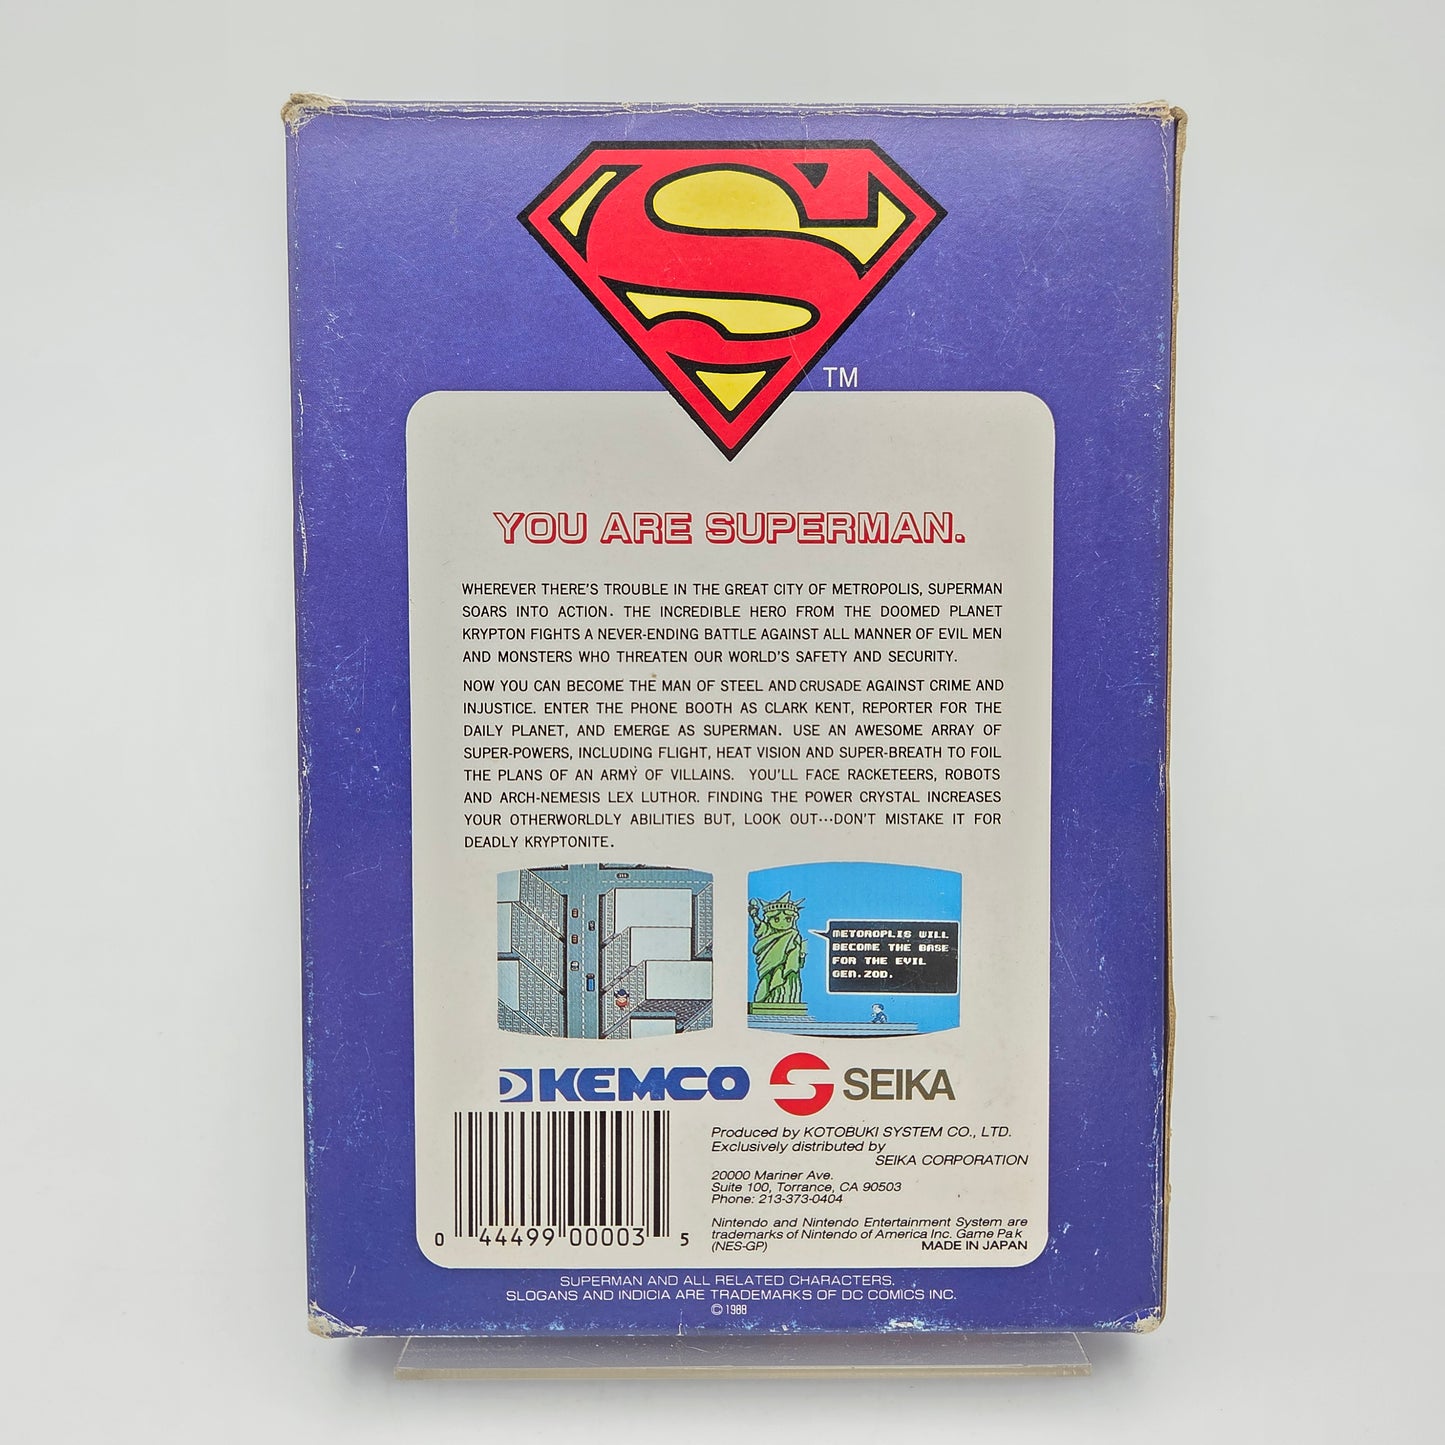 TM
YOU ARE SUPERMAN.
WHEREVER THERE'S TROUBLE IN THE GREAT CITY OF METROPOLIS, SUPERMAN
SOARS INTO ACTION. THE INCREDIBLE HERO FROM THE DOOMED PLANET
KRYPTON FIGHTS A NEVER-ENDING BATTLE AGAINST ALL MANNER OF EVIL MEN
AND MONSTERS WHO THREATEN OUR WORLD'S SAFETY AND SECURITY.
NOW YOU CAN BECOME THE MAN OF STEEL AND CRUSADE AGAINST CRIME AND
INJUSTICE. ENTER THE PHONE BOOTH AS CLARK KENT, REPORTER FOR THE
DAILY PLANET, AND EMERGE AS SUPERMAN. USE AN AWESOME ARRAY OF
SUPER-POWERS, INCLUDING FLIGHT, HEAT VISION AND SUPER-BREATH TO FOIL
THE PLANS OF AN ARMY OF VILLAINS. YOU'LL FACE RACKETEERS, ROBOTS
AND ARCH-NEMESIS LEX LUTHOR. FINDING THE POWER CRYSTAL INCREASES
YOUR OTHERWORLDLY ABILITIES BUT, LOOK OUT···DON'T MISTAKE IT FOR
DEADLY KRYPTONITE.
METOROPLIS WILL
BECOME THE BASE
FOR THE EVIL
GEN.ZOD.
KEMCO S SEIKA
Produced by KOTOBUKI SYSTEM CO., LTD.
Exclusively distributed by
SEIKA CORPORATION
20000 Mariner Ave.
Suite 100, Torrance, CA 90503
Phone: 213-373-0404
Nintendo and Nintendo Entertainment System are
trademarks of Nintendo of America Inc. Game Pak
(NES-GP) MADE IN JAPAN
0 44499 00003 5
SUPERMAN AND ALL RELATED CHARACTERS.
SLOGANS AND INDICIA ARE TRADEMARKS OF DC COMICS INC.
© 1988